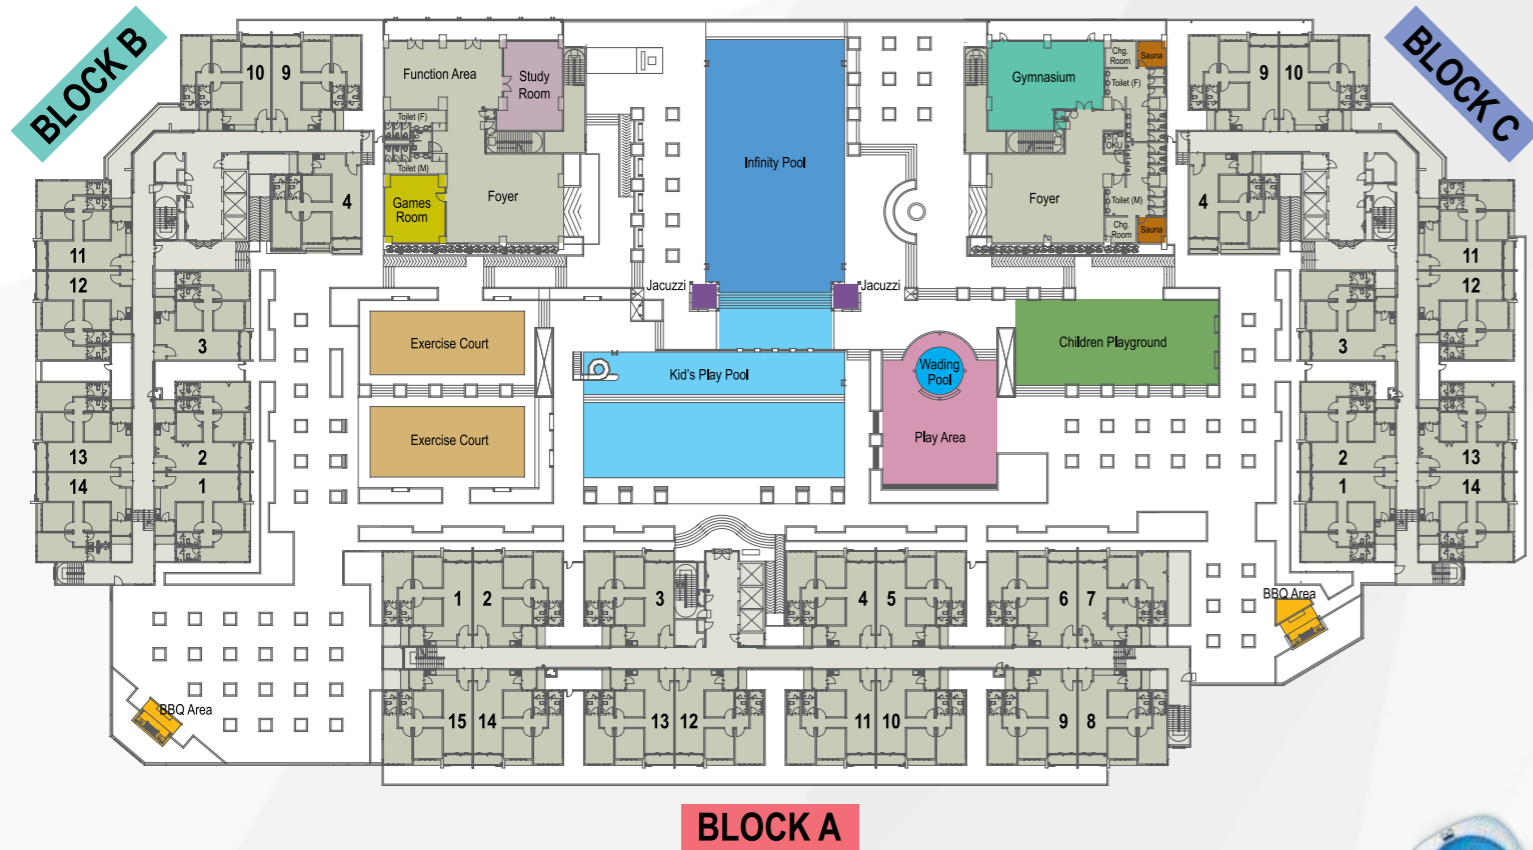 BLOCK B
BLOCK C
10 9
Function Area
Study
Room
Toilet (F)
Toilet (M)
Games
Room
Foyer
4
Infinity Pool
Gymnasium
Chg.
Room
Sauna
Toilet (F)
OKU
Foyer
Toilet (M)
Chg.
Room
Sauna
9 10
4
11
12
3
13
14
2
1
Jacuzzi
Jacuzzi
Exercise Court
Exercise Court
Kid's Play Pool
Wading
Pool
Play Area
Children Playground
11
12
3
2
1
13
14
BBQ Area
BBQ Area
1 2
3
4 5
6 7
15 14
13 12
11 10
9 8
BLOCK A